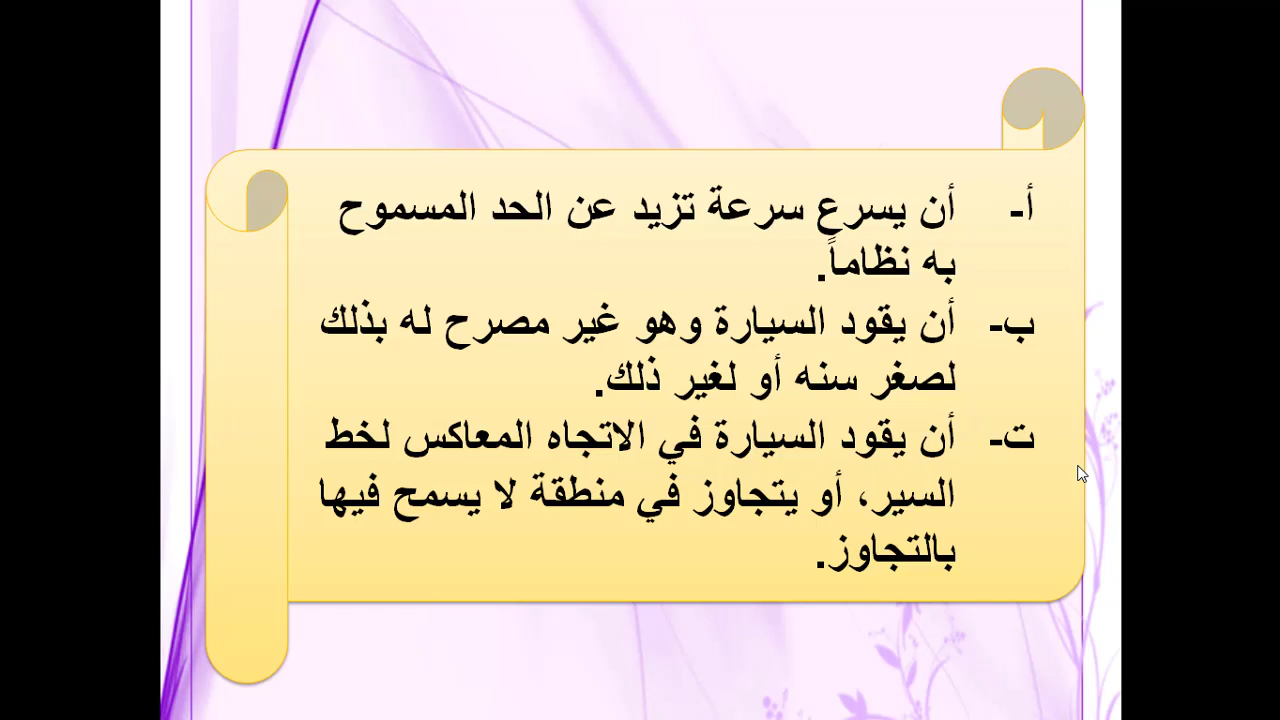 أ- أن يسرع سرعة تزيد عن الحد المسموح
به نظاماً.
ب- أن يقود السيارة وهو غير مصرح له بذلك
لصغر سنه أو لغير ذلك.
ت- أن يقود السيارة في الاتجاه المعاكس لخط
السير، أو يتجاوز في منطقة لا يسمح فيها
بالتجاوز.